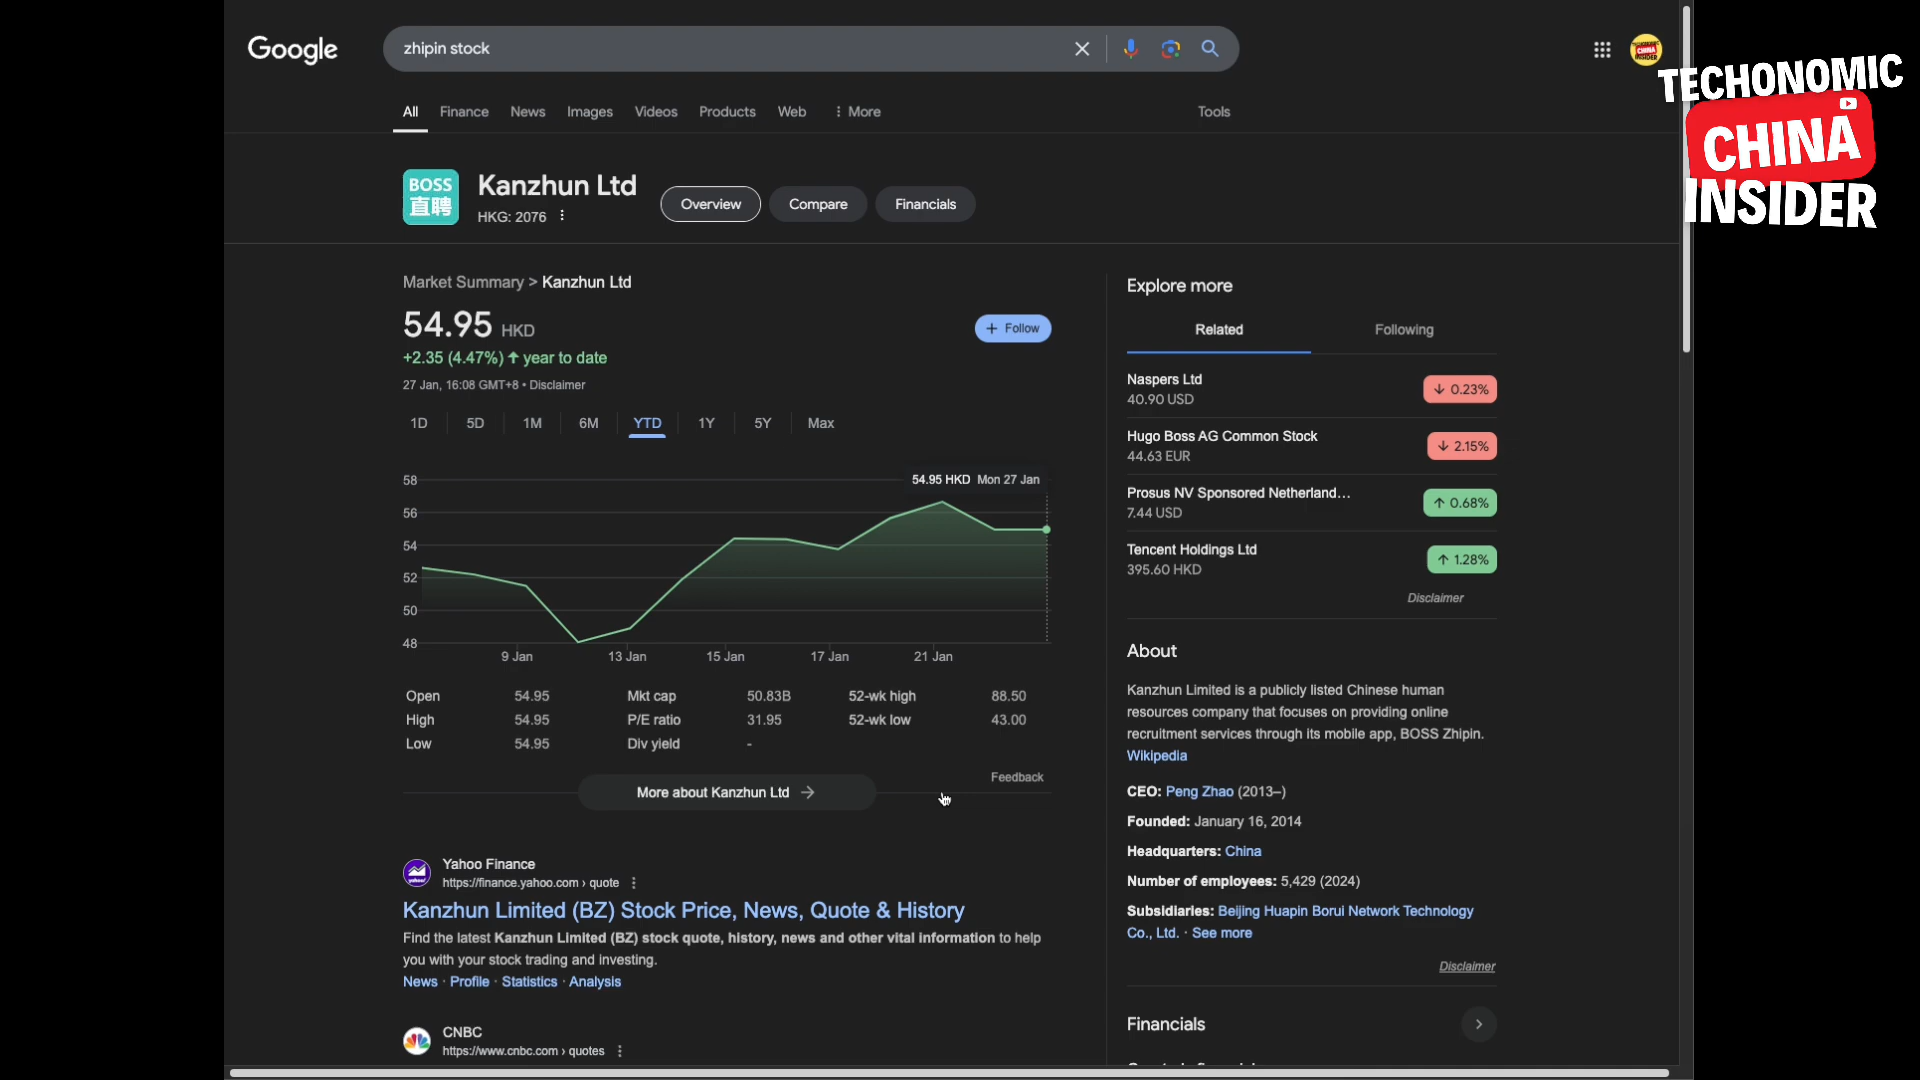 Google
zhipin stock
All
Finance
News
Images
Videos
Products
Web
More
Tools
TECHONOMIC
CHINA
INSIDER
BOSS
直聘
Kanzhun Ltd
HKG: 2076
Overview
Compare
Financials
Market Summary > Kanzhun Ltd
54.95 HKD
+ Follow
+2.35 (4.47%) ↑ year to date
27 Jan, 16:08 GMT+8 • Disclaimer
1D
5D
1M
6M
YTD
1Y
5Y
Max
54.95 HKD Mon 27 Jan
58
56
54
52
50
48
9 Jan
13 Jan
15 Jan
17 Jan
21 Jan
Open 54.95 Mkt cap 50.83B 52-wk high 88.50
High 54.95 P/E ratio 31.95 52-wk low 43.00
Low 54.95 Div yield -
Feedback
More about Kanzhun Ltd →
Yahoo Finance
https://finance.yahoo.com › quote
Kanzhun Limited (BZ) Stock Price, News, Quote & History
Find the latest Kanzhun Limited (BZ) stock quote, history, news and other vital information to help
you with your stock trading and investing.
News · Profile · Statistics · Analysis
CNBC
https://www.cnbc.com › quotes
Explore more
Related
Following
Naspers Ltd
40.90 USD
↓ 0.23%
Hugo Boss AG Common Stock
44.63 EUR
↓ 2.15%
Prosus NV Sponsored Netherland...
7.44 USD
↑ 0.68%
Tencent Holdings Ltd
395.60 HKD
↑ 1.28%
Disclaimer
About
Kanzhun Limited is a publicly listed Chinese human
resources company that focuses on providing online
recruitment services through its mobile app, BOSS Zhipin.
Wikipedia
CEO: Peng Zhao (2013–)
Founded: January 16, 2014
Headquarters: China
Number of employees: 5,429 (2024)
Subsidiaries: Beijing Huapin Borui Network Technology
Co., Ltd. · See more
Disclaimer
Financials